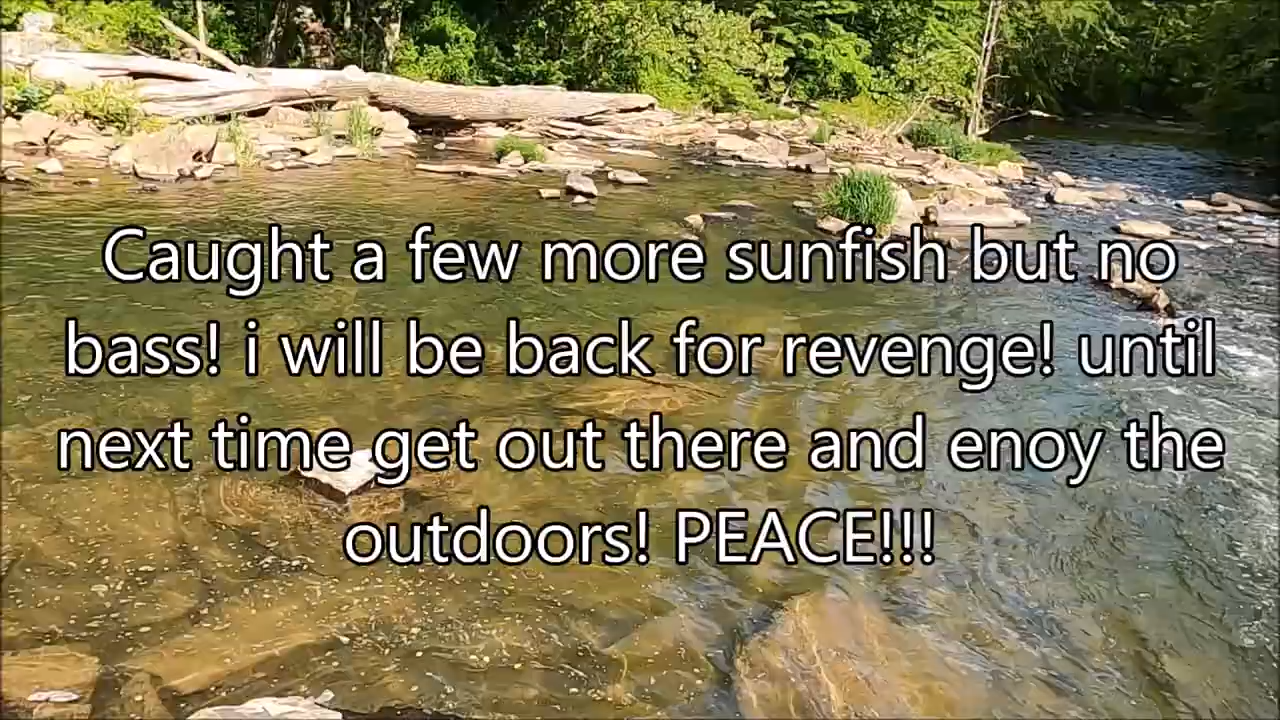 Caught a few more sunfish but no
bass! i will be back for revenge! until
next time get out there and enoy the
outdoors! PEACE!!!